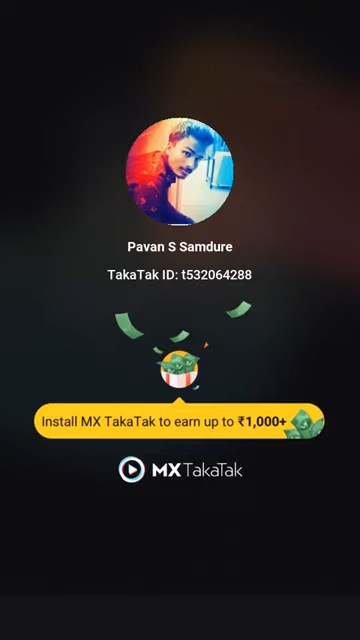 Pavan S Samdure
TakaTak ID: t532064288
Install MX TakaTak to earn up to ₹1,000+
MX TakaTak